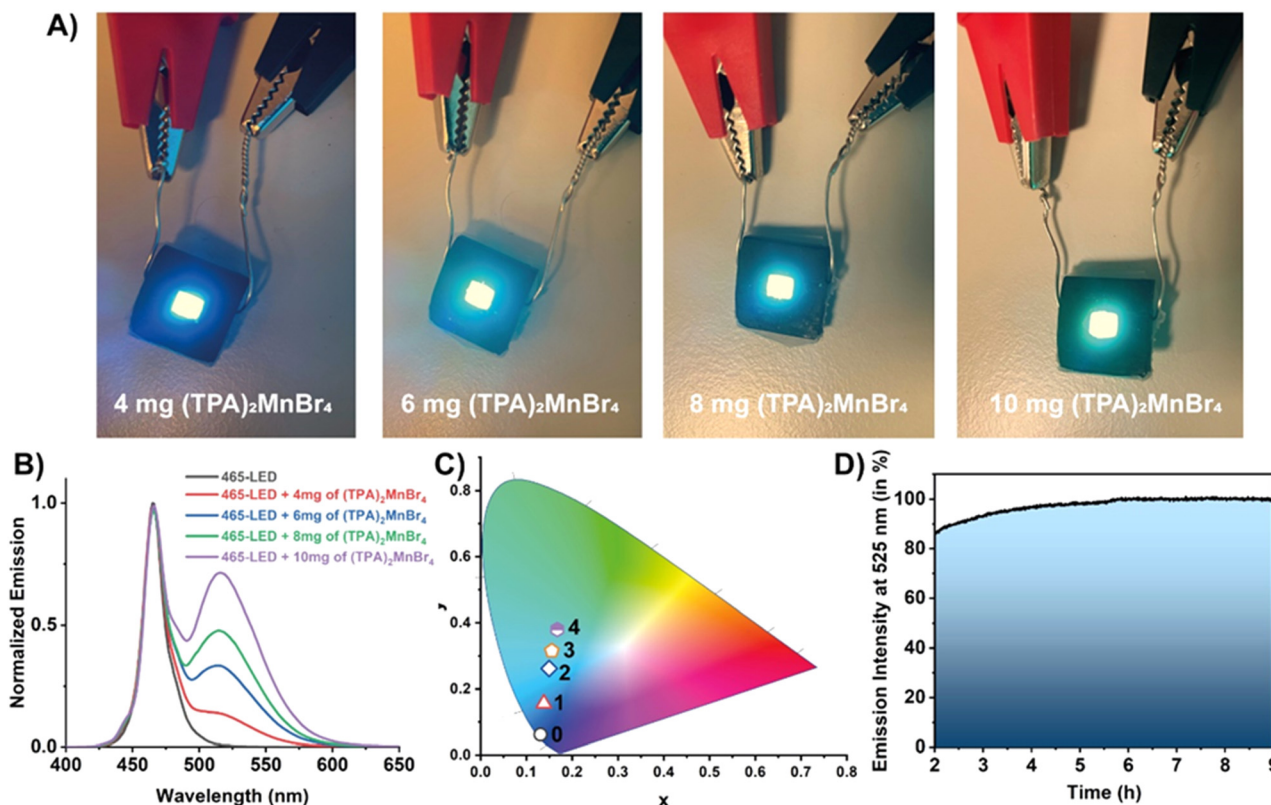 A)
4 mg (TPA)₂MnBr₄
6 mg (TPA)₂MnBr₄
8 mg (TPA)₂MnBr₄
10 mg (TPA)₂MnBr₄
B)
Normalized Emission
1.0
0.5
0.0
400 450 500 550 600 650
Wavelength (nm)
465-LED
465-LED + 4mg of (TPA)₂MnBr₄
465-LED + 6mg of (TPA)₂MnBr₄
465-LED + 8mg of (TPA)₂MnBr₄
465-LED + 10mg of (TPA)₂MnBr₄
C)
0.8
0.6
0.4
0.2
0.0
0.0 0.1 0.2 0.3 0.4 0.5 0.6 0.7 0.8
4
3
2
1
0
D)
Emission Intensity at 525 nm (in %)
100
80
60
40
20
0
2 3 4 5 6 7 8 9
Time (h)